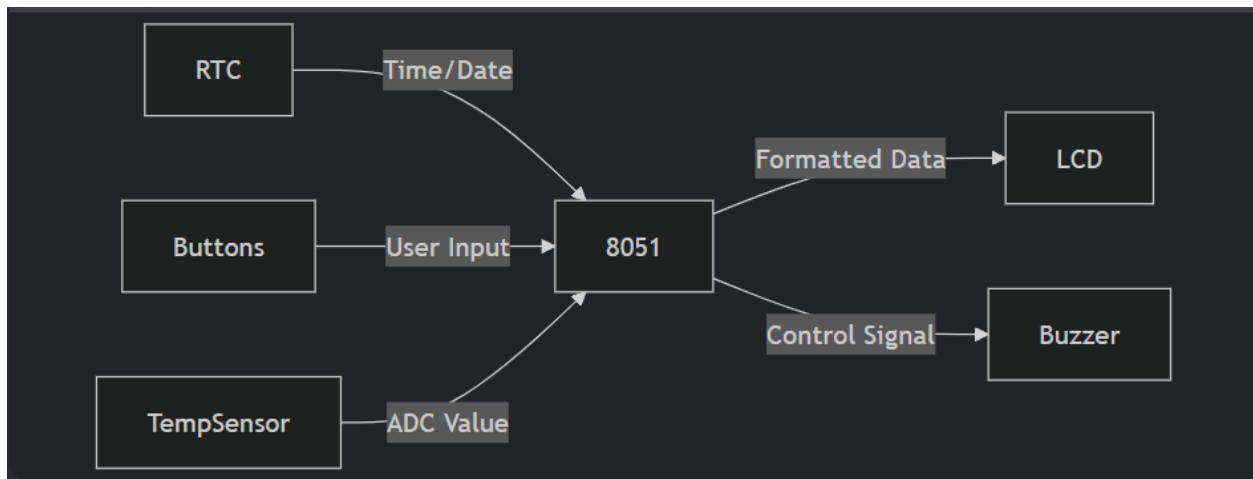 RTC
Time/Date
Formatted Data
LCD
Buttons
User Input
8051
Control Signal
Buzzer
TempSensor
ADC Value